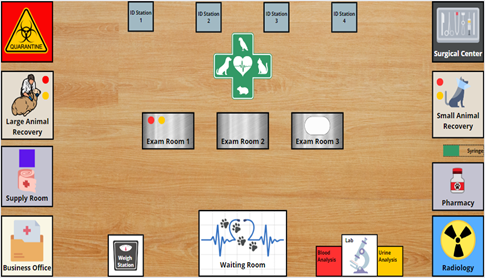 ID Station
1
ID Station
2
ID Station
3
ID Station
4
QUARANTINE
Surgical Center
Large Animal
Recovery
Small Animal
Recovery
Exam Room 1
Exam Room 2
Exam Room 3
Syringe
Supply Room
Pharmacy
Business Office
Weigh
Station
Waiting Room
Lab
Blood
Analysis
Urine
Analysis
Radiology